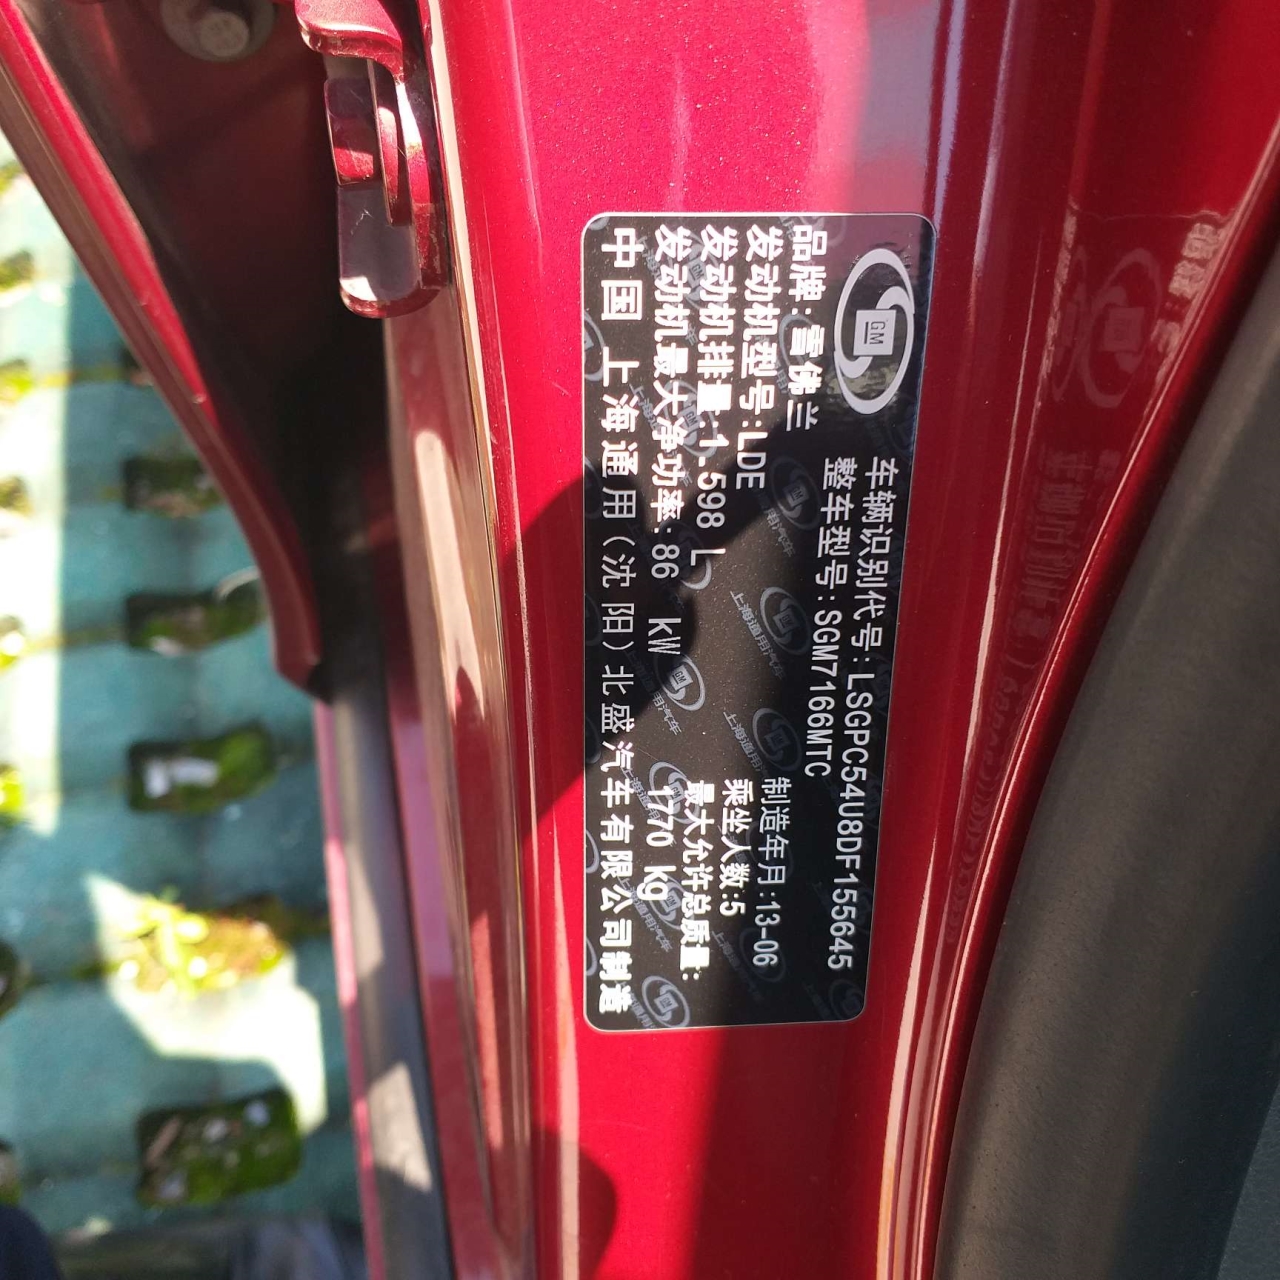 GM
车辆识别代号:LSGPC54U8DF155645
整车型号:SGM7166MTC
品牌:雪佛兰
发动机型号:LDE
制造年月:13-06
发动机排量:1.598 L
乘坐人数:5
发动机最大净功率:86 kW
最大允许总质量:
1770 kg
中国 上海通用(沈阳)北盛汽车有限公司制造